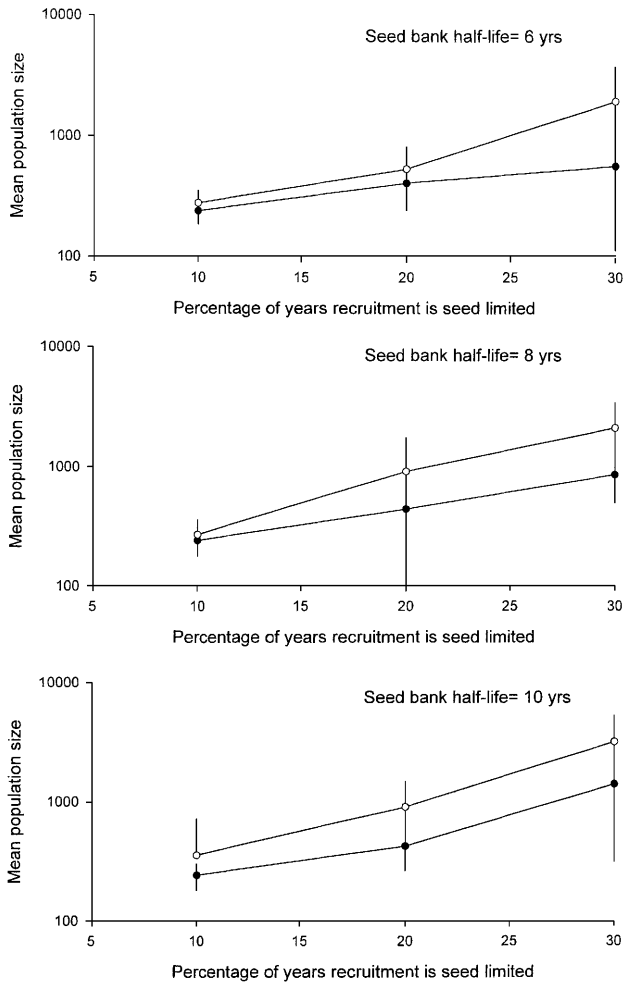 10000
Seed bank half-life= 6 yrs
Mean population size
1000
100
5 10 15 20 25 30
Percentage of years recruitment is seed limited
10000
Seed bank half-life= 8 yrs
Mean population size
1000
100
5 10 15 20 25 30
Percentage of years recruitment is seed limited
10000
Seed bank half-life= 10 yrs
Mean population size
1000
100
5 10 15 20 25 30
Percentage of years recruitment is seed limited